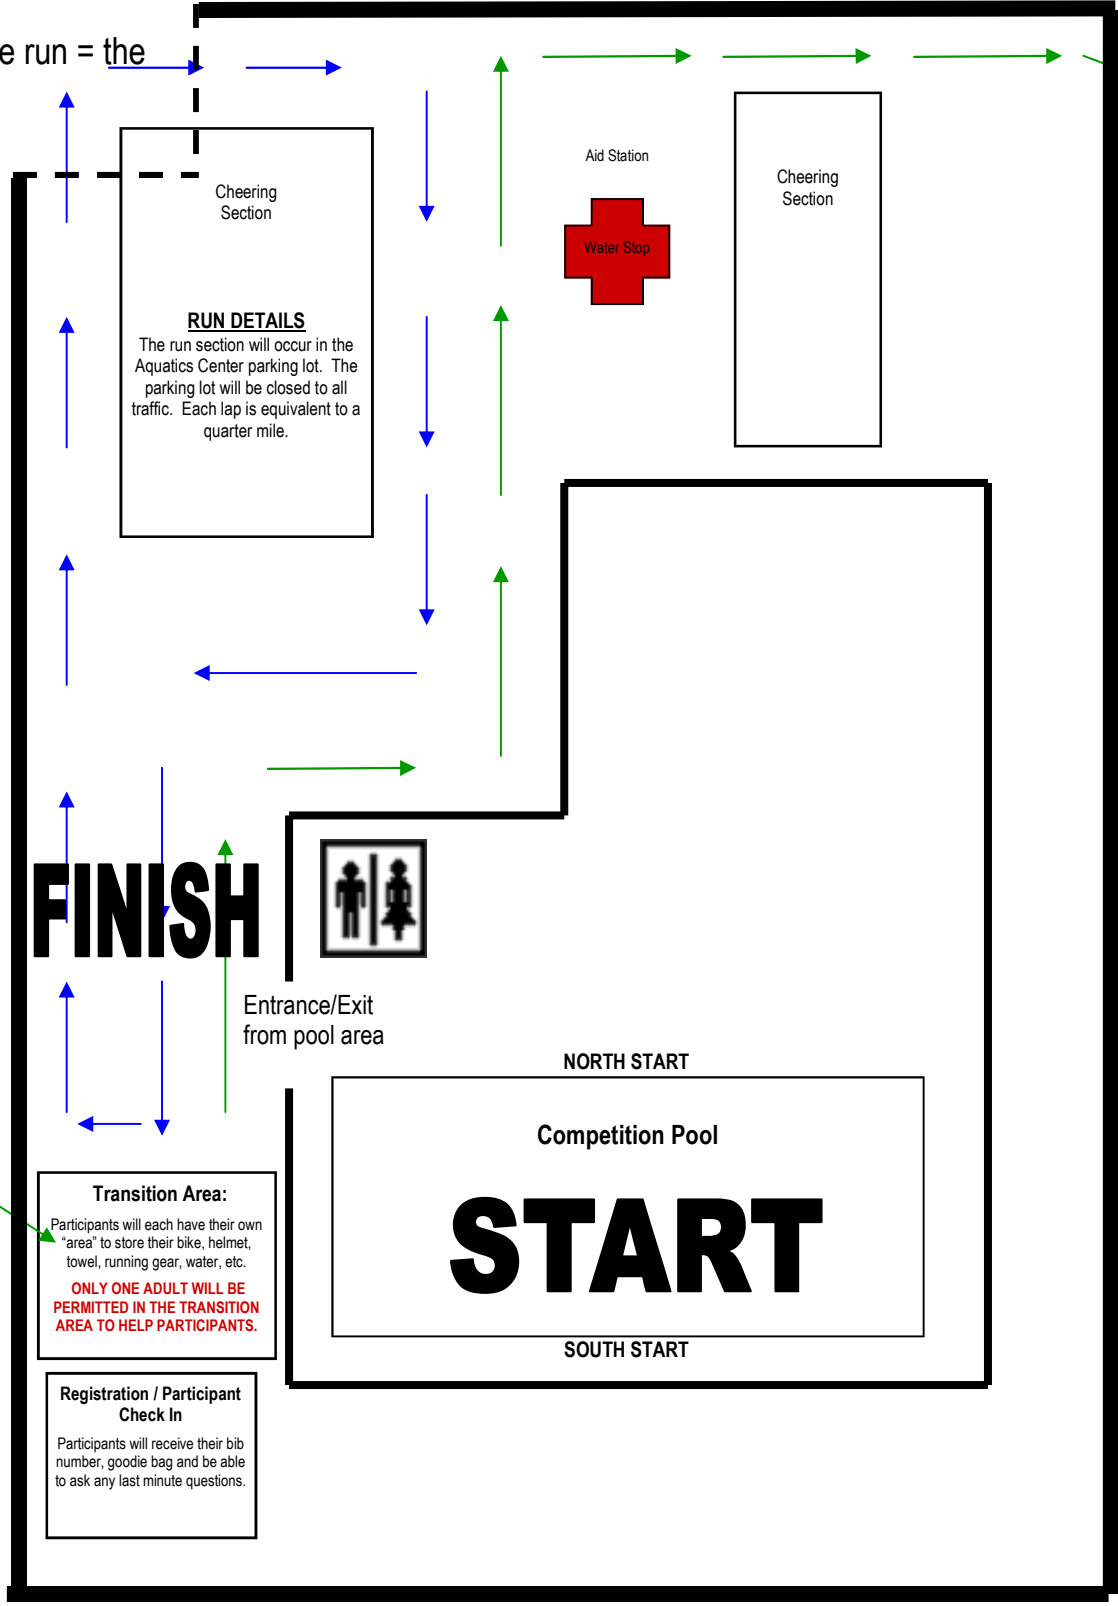 e run = the
Cheering
Section
RUN DETAILS
The run section will occur in the
Aquatics Center parking lot.  The
parking lot will be closed to all
traffic.  Each lap is equivalent to a
quarter mile.
Aid Station
Water Stop
Cheering
Section
FINISH
Entrance/Exit
from pool area
NORTH START
Competition Pool
START
SOUTH START
Transition Area:
Participants will each have their own
“area” to store their bike, helmet,
towel, running gear, water, etc.
ONLY ONE ADULT WILL BE
PERMITTED IN THE TRANSITION
AREA TO HELP PARTICIPANTS.
Registration / Participant
Check In
Participants will receive their bib
number, goodie bag and be able
to ask any last minute questions.